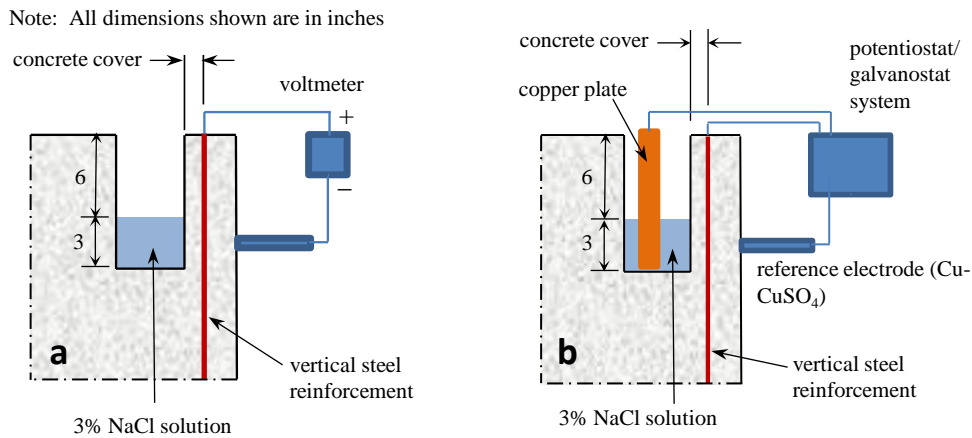 Note: All dimensions shown are in inches
concrete cover
voltmeter
+
−
6
3
a
vertical steel
reinforcement
3% NaCl solution
concrete cover
copper plate
potentiostat/
galvanostat
system
6
3
reference electrode (Cu-
CuSO₄)
b
vertical steel
reinforcement
3% NaCl solution